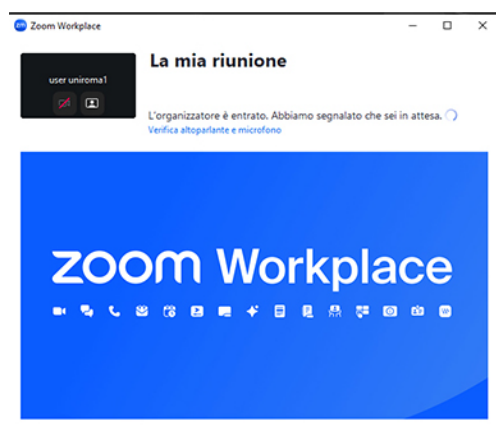 zoom Zoom Workplace
La mia riunione
user uniroma1
L'organizzatore è entrato. Abbiamo segnalato che sei in attesa.
Verifica altoparlante e microfono
zoom Workplace